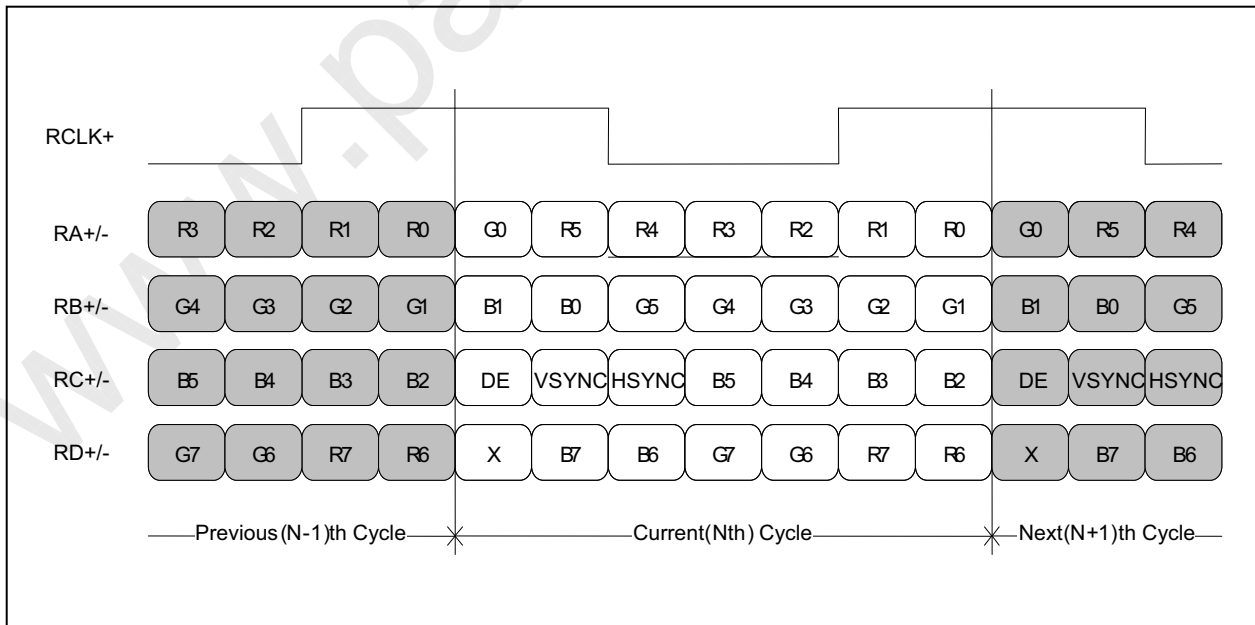 RCLK+
RA+/- R3 R2 R1 R0 G0 R5 R4 R3 R2 R1 R0 G0 R5 R4
RB+/- G4 G3 G2 G1 B1 B0 G5 G4 G3 G2 G1 B1 B0 G5
RC+/- B5 B4 B3 B2 DE VSYNC HSYNC B5 B4 B3 B2 DE VSYNC HSYNC
RD+/- G7 G6 R7 R6 X B7 B6 G7 G6 R7 R6 X B7 B6
Previous(N-1)th Cycle Current(Nth) Cycle Next(N+1)th Cycle
www.pa